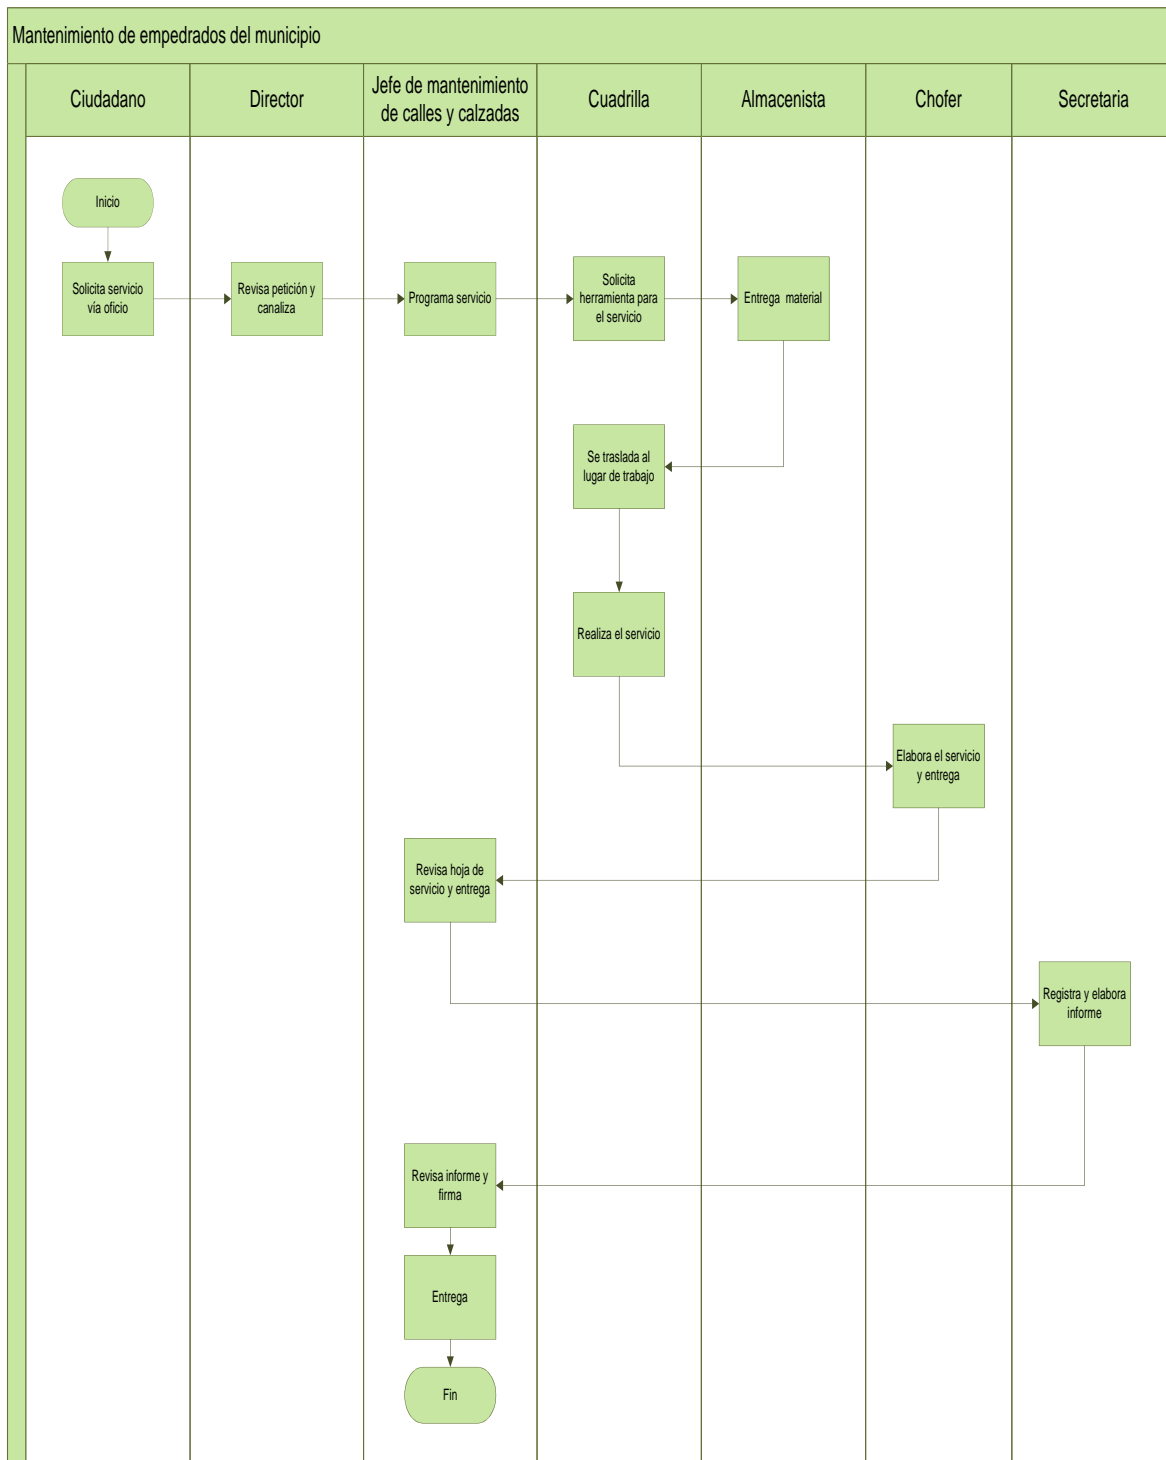 Mantenimiento de empedrados del municipio
Ciudadano
Director
Jefe de mantenimiento
de calles y calzadas
Cuadrilla
Almacenista
Chofer
Secretaria
Inicio
Solicita servicio
vía oficio
Revisa petición y
canaliza
Programa servicio
Solicita
herramienta para
el servicio
Entrega material
Se traslada al
lugar de trabajo
Realiza el servicio
Elabora el servicio
y entrega
Revisa hoja de
servicio y entrega
Registra y elabora
informe
Revisa informe y
firma
Entrega
Fin